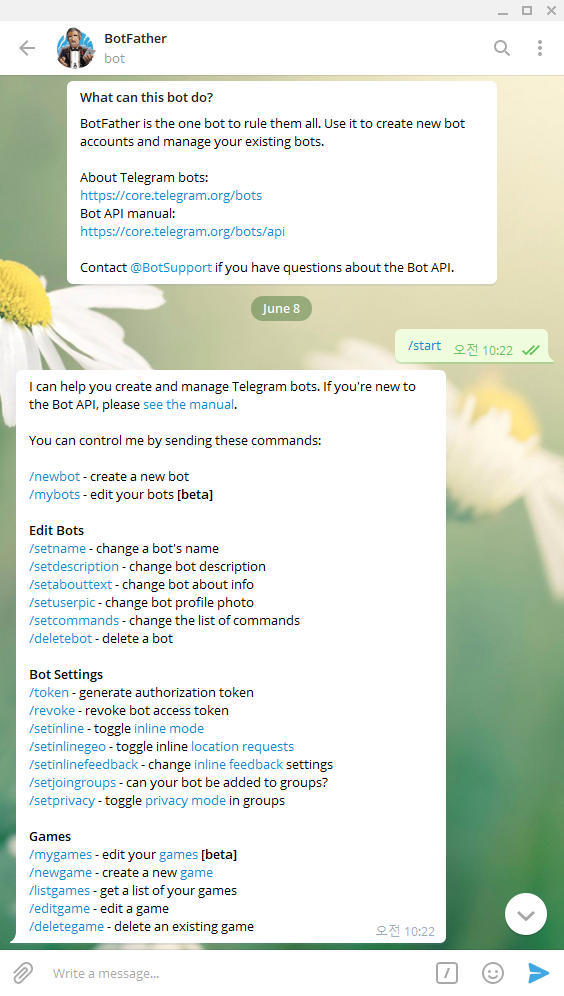 BotFather
bot
What can this bot do?
BotFather is the one bot to rule them all. Use it to create new bot
accounts and manage your existing bots.
About Telegram bots:
https://core.telegram.org/bots
Bot API manual:
https://core.telegram.org/bots/api
Contact @BotSupport if you have questions about the Bot API.
June 8
/start 오전 10:22
I can help you create and manage Telegram bots. If you're new to
the Bot API, please see the manual.
You can control me by sending these commands:
/newbot - create a new bot
/mybots - edit your bots [beta]
Edit Bots
/setname - change a bot's name
/setdescription - change bot description
/setabouttext - change bot about info
/setuserpic - change bot profile photo
/setcommands - change the list of commands
/deletebot - delete a bot
Bot Settings
/token - generate authorization token
/revoke - revoke bot access token
/setinline - toggle inline mode
/setinlinegeo - toggle inline location requests
/setinlinefeedback - change inline feedback settings
/setjoingroups - can your bot be added to groups?
/setprivacy - toggle privacy mode in groups
Games
/mygames - edit your games [beta]
/newgame - create a new game
/listgames - get a list of your games
/editgame - edit a game
/deletegame - delete an existing game
오전 10:22
Write a message...